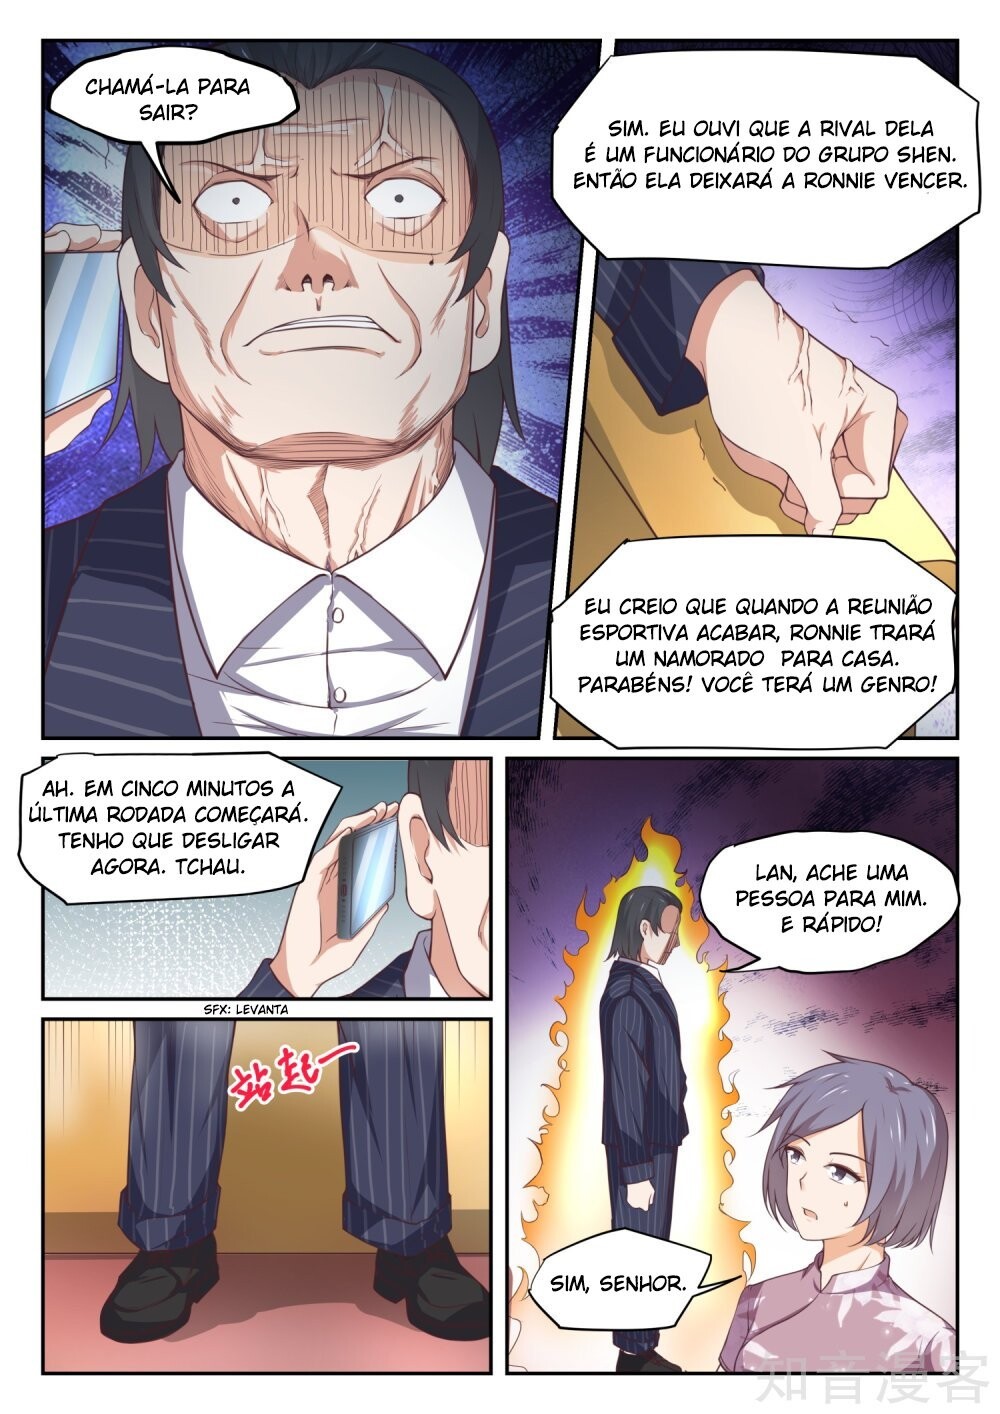 CHAMÁ-LA PARA
SAIR?
SIM. EU OUVI QUE A RIVAL DELA
É UM FUNCIONÁRIO DO GRUPO SHEN.
ENTÃO ELA DEIXARÁ A RONNIE VENCER.
EU CREIO QUE QUANDO A REUNIÃO
ESPORTIVA ACABAR, RONNIE TRARÁ
UM NAMORADO PARA CASA.
PARABÉNS! VOCÊ TERÁ UM GENRO!
AH. EM CINCO MINUTOS A
ÚLTIMA RODADA COMEÇARÁ.
TENHO QUE DESLIGAR
AGORA. TCHAU.
LAN, ACHE UMA
PESSOA PARA MIM.
E RÁPIDO!
SFX: LEVANTA
站起一
SIM, SENHOR.
知音漫客